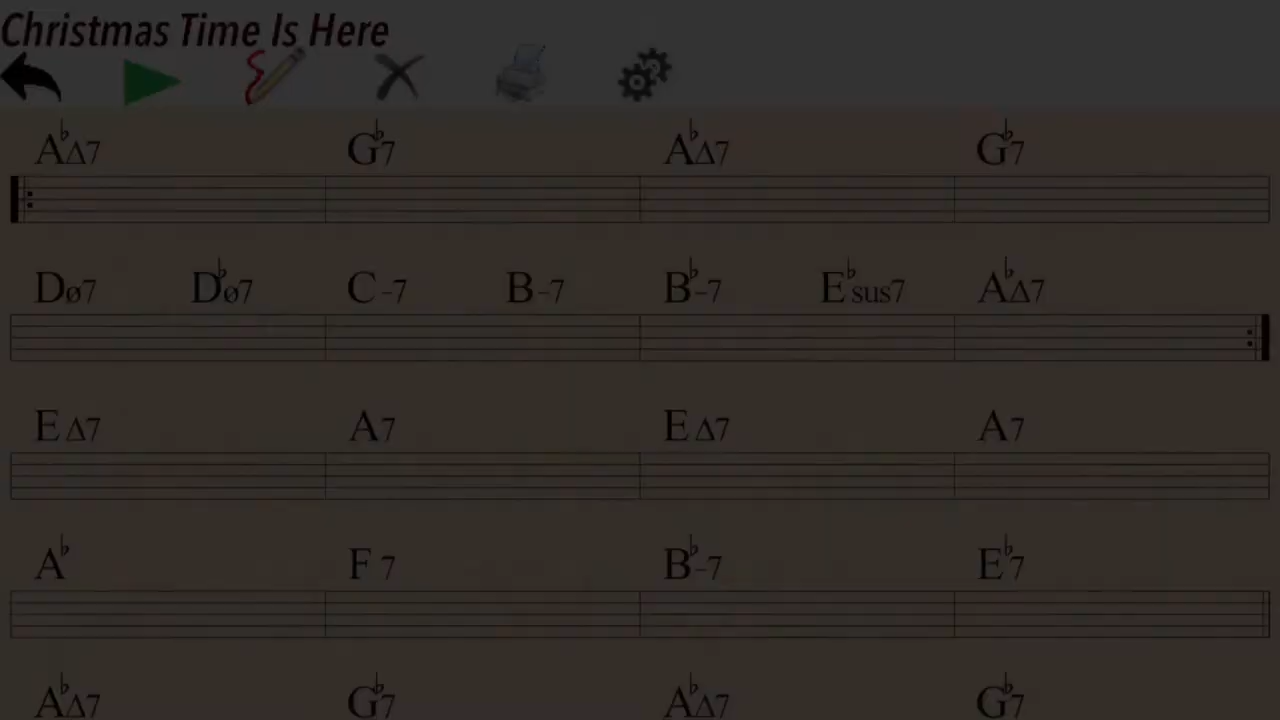 Christmas Time Is Here
A♭Δ7 G♭7 A♭Δ7 G♭7
Dø7 D♭ø7 C-7 B-7 B♭-7 E♭sus7 A♭Δ7
EΔ7 A7 EΔ7 A7
A♭ F7 B♭-7 E♭7
A♭Δ7 G♭7 A♭Δ7 G♭7